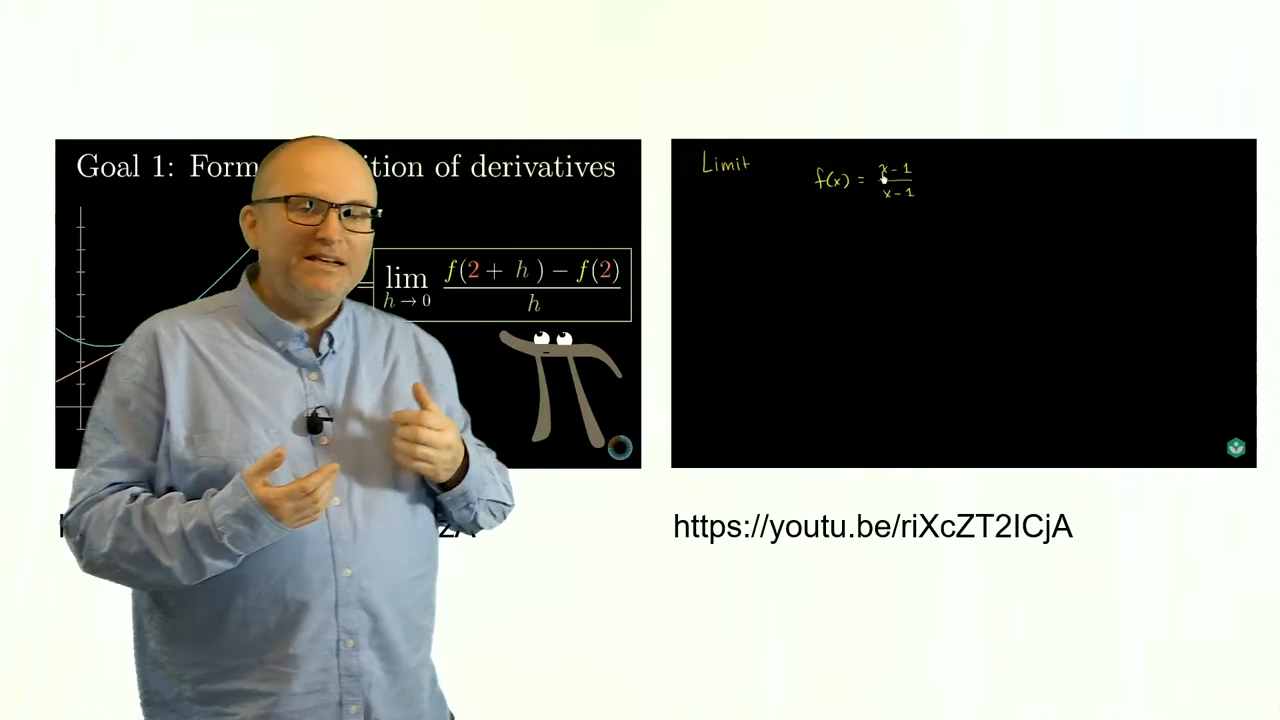 Goal 1: Form ition of derivatives
= lim h → 0 f(2 + h ) − f(2) / h
Limit
f(x) = x - 1 / x - 1
https://youtu.be/riXcZT2ICjA